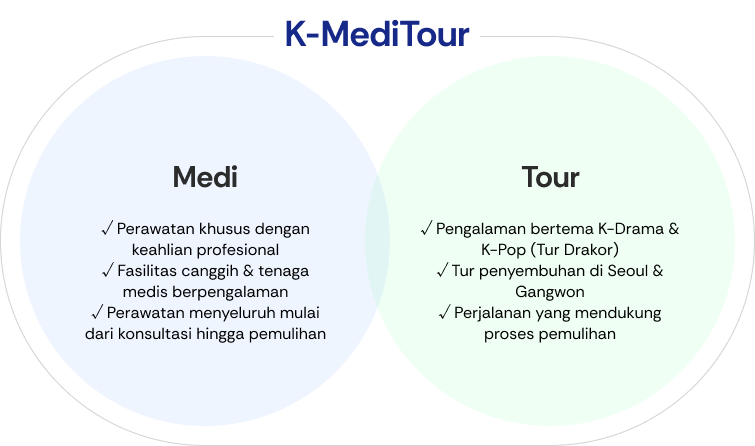 K-MediTour
Medi
✓ Perawatan khusus dengan
keahlian profesional
✓ Fasilitas canggih & tenaga
medis berpengalaman
✓ Perawatan menyeluruh mulai
dari konsultasi hingga pemulihan
Tour
✓ Pengalaman bertema K-Drama &
K-Pop (Tur Drakor)
✓ Tur penyembuhan di Seoul &
Gangwon
✓ Perjalanan yang mendukung
proses pemulihan